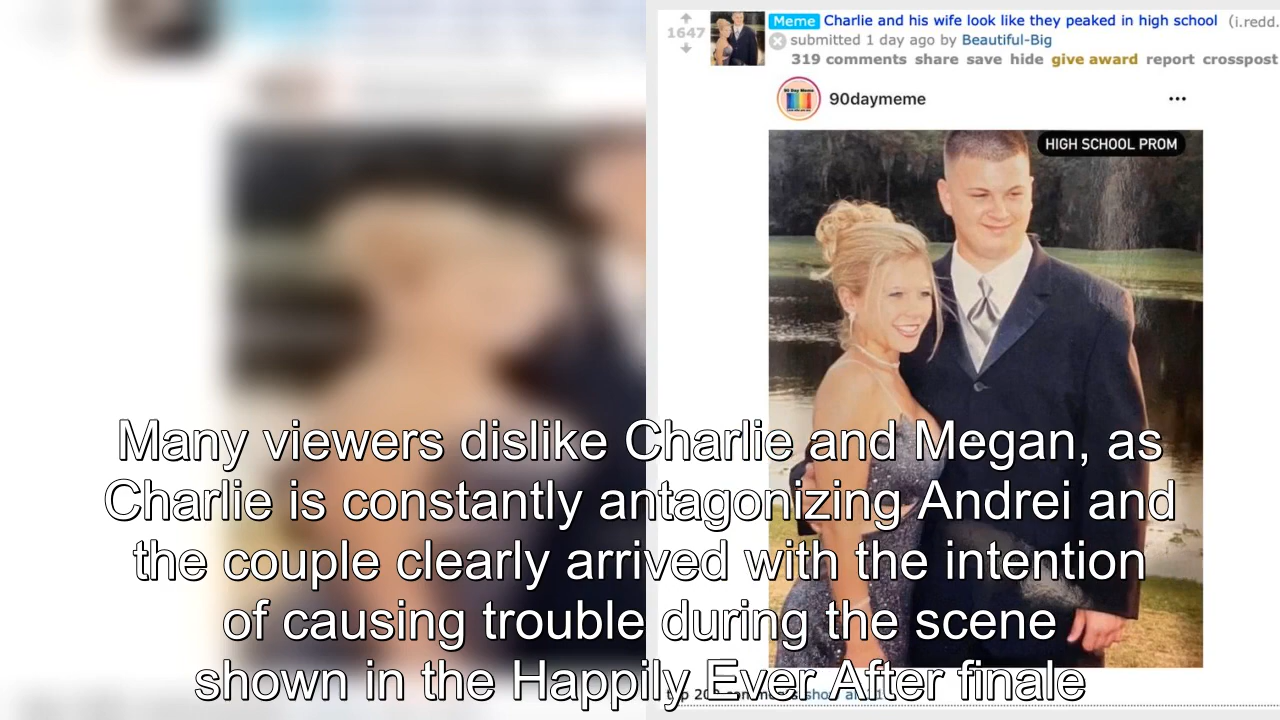 1647
Meme Charlie and his wife look like they peaked in high school (i.redd.
submitted 1 day ago by Beautiful-Big
319 comments share save hide give award report crosspost
90daymeme
HIGH SCHOOL PROM
Many viewers dislike Charlie and Megan, as
Charlie is constantly antagonizing Andrei and
the couple clearly arrived with the intention
of causing trouble during the scene
shown in the Happily Ever After finale